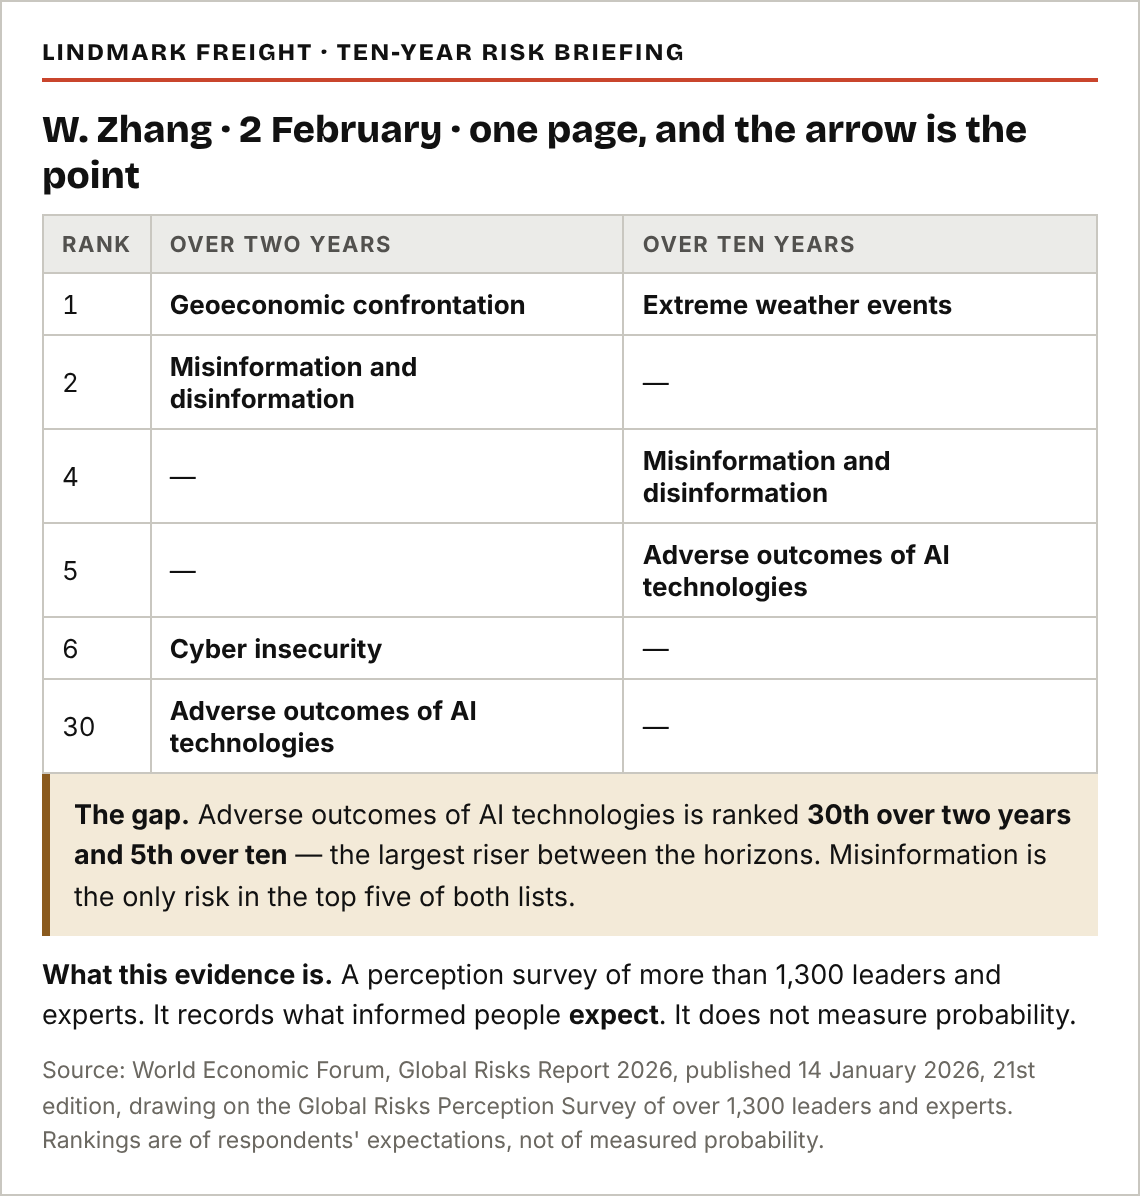 LINDMARK FREIGHT · TEN-YEAR RISK BRIEFING
W. Zhang · 2 February · one page, and the arrow is the
point
RANK OVER TWO YEARS OVER TEN YEARS
1 Geoeconomic confrontation Extreme weather events
2 Misinformation and disinformation —
4 — Misinformation and disinformation
5 — Adverse outcomes of AI technologies
6 Cyber insecurity —
30 Adverse outcomes of AI technologies —
The gap. Adverse outcomes of AI technologies is ranked 30th over two years
and 5th over ten — the largest riser between the horizons. Misinformation is
the only risk in the top five of both lists.
What this evidence is. A perception survey of more than 1,300 leaders and
experts. It records what informed people expect. It does not measure probability.
Source: World Economic Forum, Global Risks Report 2026, published 14 January 2026, 21st
edition, drawing on the Global Risks Perception Survey of over 1,300 leaders and experts.
Rankings are of respondents' expectations, not of measured probability.